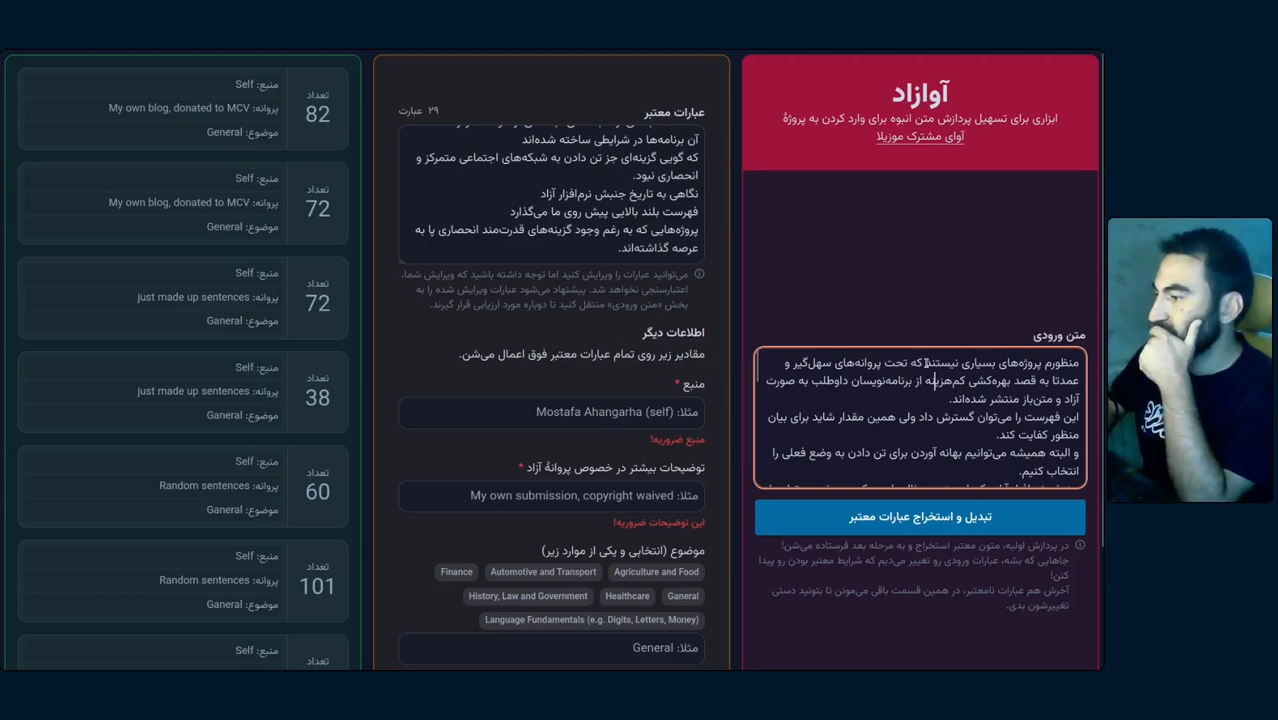 آوازاد
ابزاری برای تسهیل پردازش متن انبوه برای وارد کردن به پروژهٔ
آوای مشترک موزیلا
متن ورودی
منظورم پروژه‌های بسیاری نیستند که تحت پروانه‌های سهل‌گیر و
عمدتا به قصد بهره‌کشی کم‌هزینه از برنامه‌نویسان داوطلب به صورت
آزاد و متن‌باز منتشر شده‌اند.
این فهرست را می‌توان گسترش داد ولی همین مقدار شاید برای بیان
منظور کفایت کند.
و البته همیشه می‌توانیم بهانه آوردن برای تن دادن به وضع فعلی را
انتخاب کنیم.
تبدیل و استخراج عبارات معتبر
در پردازش اولیه، متون معتبر استخراج و به مرحله بعد فرستاده می‌شن!
جاهایی که بشه، عبارات ورودی رو تغییر می‌دیم که شرایط معتبر بودن رو پیدا
کنن!
آخرش هم عبارات نامعتبر، در همین قسمت باقی می‌مونن تا بتونید دستی
تغییرشون بدی.
عبارات معتبر
۲۹ عبارت
آن برنامه‌ها در شرایطی ساخته شده‌اند
که گویی گزینه‌ای جز تن دادن به شبکه‌های اجتماعی متمرکز و
انحصاری نبود.
نگاهی به تاریخ جنبش نرم‌افزار آزاد
فهرست بلند بالایی پیش روی ما می‌گذارد
پروژه‌هایی که به رغم وجود گزینه‌های قدرت‌مند انحصاری پا به
عرصه گذاشته‌اند.
می‌توانید عبارات را ویرایش کنید اما توجه داشته باشید که ویرایش شما،
اعتبارسنجی نخواهد شد. پیشنهاد می‌شود عبارات ویرایش شده را به
بخش «متن ورودی» منتقل کنید تا دوباره مورد ارزیابی قرار گیرند.
اطلاعات دیگر
مقادیر زیر روی تمام عبارات معتبر فوق اعمال می‌شن.
منبع *
مثلا: Mostafa Ahangarha (self)
منبع ضروریه!
توضیحات بیشتر در خصوص پروانهٔ آزاد *
مثلا: My own submission, copyright waived
این توضیحات ضروریه!
موضوع (انتخابی و یکی از موارد زیر)
Agriculture and Food
Automotive and Transport
Finance
Ganeral
Healthcare
History, Law and Government
Language Fundamentals (e.g. Digits, Letters, Money)
مثلا: General
تعداد
82
منبع: Self
پروانه: My own blog, donated to MCV
موضوع: General
تعداد
72
منبع: Self
پروانه: My own blog, donated to MCV
موضوع: General
تعداد
72
منبع: Self
پروانه: just made up sentences
موضوع: Ganeral
تعداد
38
منبع: Self
پروانه: just made up sentences
موضوع: Ganeral
تعداد
60
منبع: Self
پروانه: Random sentences
موضوع: Ganeral
تعداد
101
منبع: Self
پروانه: Random sentences
موضوع: Ganeral
تعداد
منبع: Self